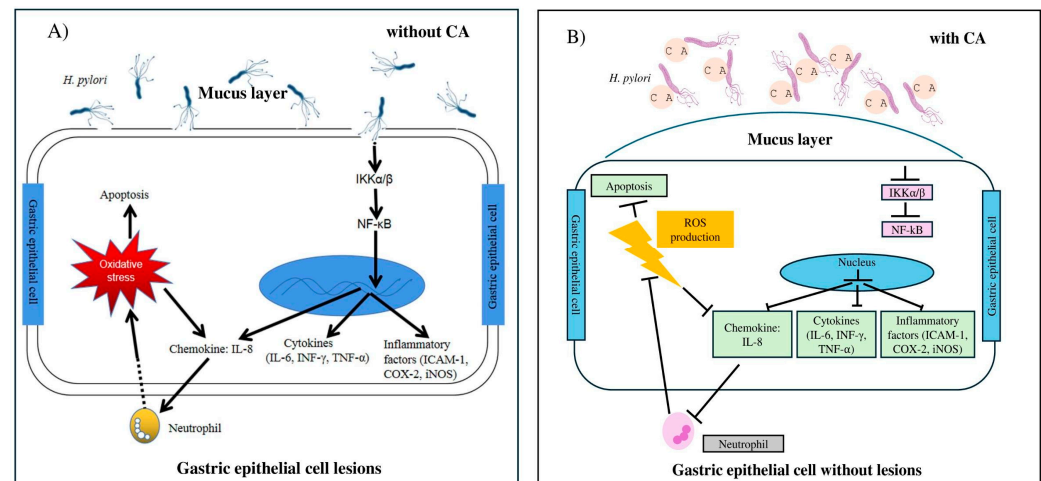 A)
without CA
H. pylori
Mucus layer
IKKα/β
Apoptosis
NF-κB
Gastric epithelial cell
Gastric epithelial cell
Oxidative
stress
Chemokine: IL-8
Cytokines
(IL-6, INF-γ, TNF-α)
Inflammatory
factors (ICAM-1,
COX-2, iNOS)
Neutrophil
Gastric epithelial cell lesions
B)
with CA
C A
C A
C A
C A
C A
C A
C A
C A
H. pylori
Mucus layer
Apoptosis
IKKα/β
ROS
production
NF-kB
Gastric epithelial cell
Gastric epithelial cell
Nucleus
Chemokine:
IL-8
Cytokines
(IL-6, INF-γ,
TNF-α)
Inflammatory
factors (ICAM-1,
COX-2, iNOS)
Neutrophil
Gastric epithelial cell without lesions